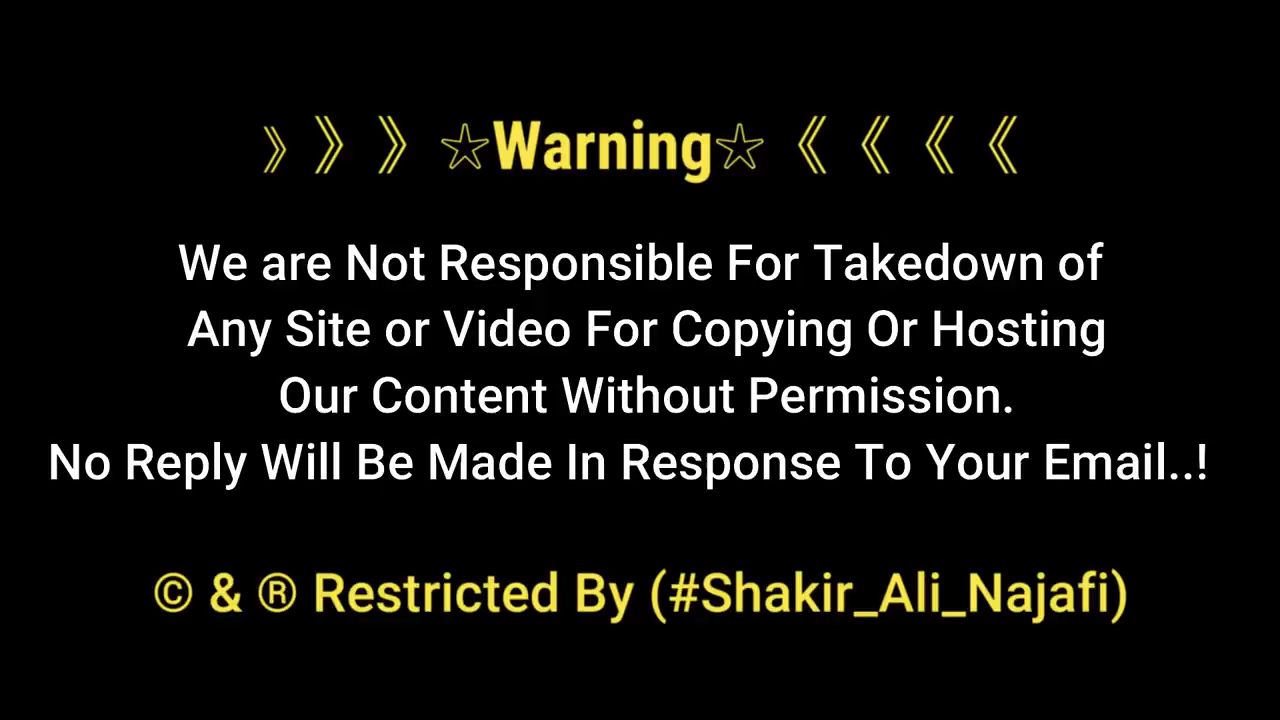 》》》☆Warning☆《《《《
We are Not Responsible For Takedown of
Any Site or Video For Copying Or Hosting
Our Content Without Permission.
No Reply Will Be Made In Response To Your Email..!
© & ® Restricted By (#Shakir_Ali_Najafi)